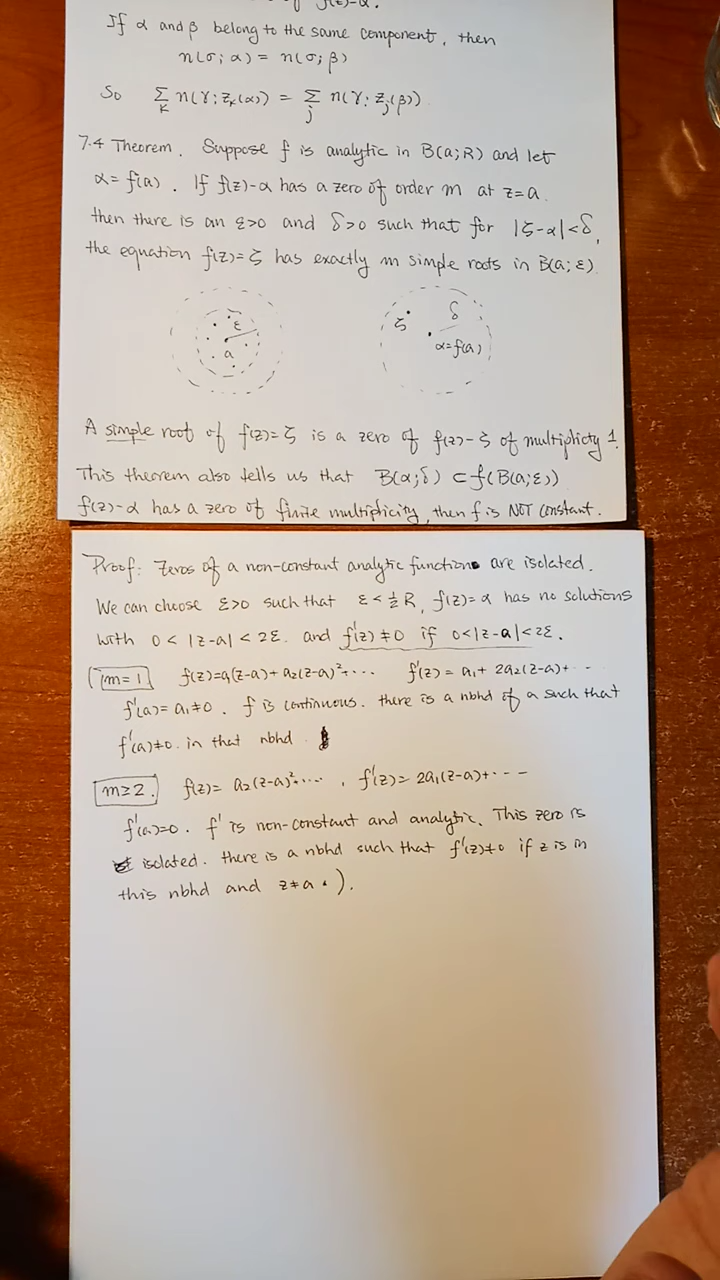 of f(z)-α.
If α and β belong to the same component, then
n(σ; α) = n(σ; β)
So Σ_k n(γ; z_k(α)) = Σ_j n(γ; z_j(β))
7.4 Theorem. Suppose f is analytic in B(a;R) and let
α = f(a). If f(z)-α has a zero of order m at z=a.
then there is an ε>0 and δ>0 such that for |ζ-α|<δ,
the equation f(z)=ζ has exactly m simple roots in B(a;ε).
ε
a
ζ
δ
α=f(a)
A simple root of f(z)=ζ is a zero of f(z)-ζ of multiplicty 1.
This theorem also tells us that B(α;δ) ⊂ f(B(a;ε))
f(z)-α has a zero of finite multiplicity, then f is NOT constant.
Proof: Zeros of a non-constant analytic function are isolated.
We can choose ε>0 such that ε < ½R, f(z)=α has no solutions
with 0 < |z-a| < 2ε. and f'(z) ≠ 0 if 0<|z-a|<2ε.
(m=1 f(z)=a₁(z-a)+a₂(z-a)²+... f'(z) = a₁+ 2a₂(z-a)+...
f'(a) = a₁≠0. f is continuous. there is a nbhd of a such that
f'(a)≠0. in that nbhd
m≥2. f(z)= a₂(z-a)²+..., f'(z)= 2a₁(z-a)+---
f'(a)=0. f' is non-constant and analytic. This zero is
isolated. there is a nbhd such that f'(z)≠0 if z is in
this nbhd and z≠a.).